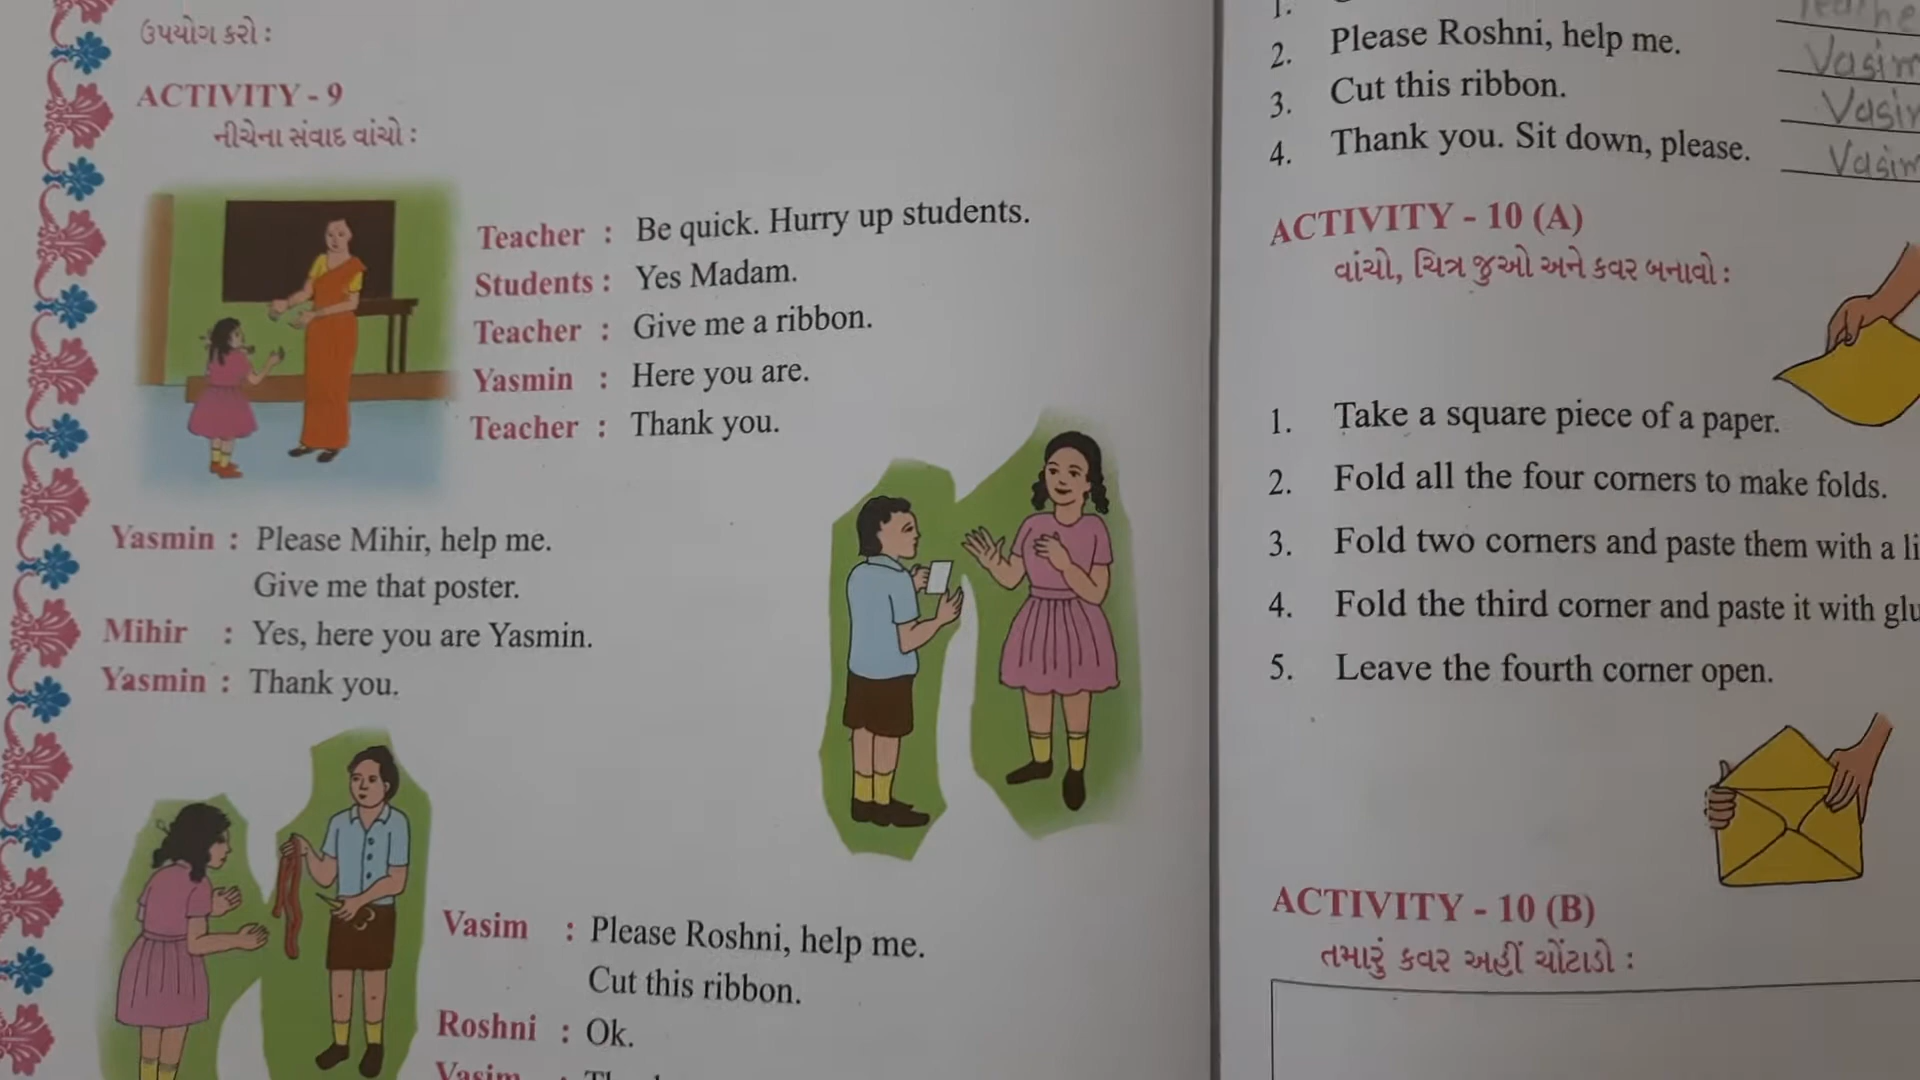 ઉપયોગ કરો :
ACTIVITY - 9
નીચેના સંવાદ વાંચો :
Teacher : Be quick. Hurry up students.
Students : Yes Madam.
Teacher : Give me a ribbon.
Yasmin : Here you are.
Teacher : Thank you.
Yasmin : Please Mihir, help me.
Give me that poster.
Mihir : Yes, here you are Yasmin.
Yasmin : Thank you.
Vasim : Please Roshni, help me.
Cut this ribbon.
Roshni : Ok.
Vasim :
1.
2. Please Roshni, help me. Vasim
3. Cut this ribbon.
4. Thank you. Sit down, please. Vasim
ACTIVITY - 10 (A)
વાંચો, ચિત્ર જુઓ અને કવર બનાવો :
1. Take a square piece of a paper.
2. Fold all the four corners to make folds.
3. Fold two corners and paste them with a
4. Fold the third corner and paste it with
5. Leave the fourth corner open.
ACTIVITY - 10 (B)
તમારું કવર અહીં ચોંટાડો :